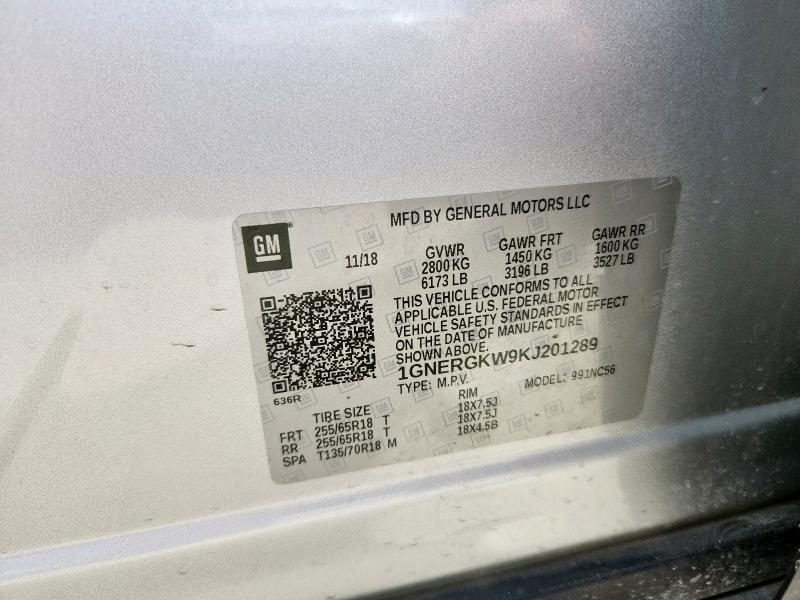 MFD BY GENERAL MOTORS LLC
GM
11/18
GVWR
2800 KG
6173 LB
GAWR FRT
1450 KG
3196 LB
GAWR RR
1600 KG
3527 LB
THIS VEHICLE CONFORMS TO ALL
APPLICABLE U.S. FEDERAL MOTOR
VEHICLE SAFETY STANDARDS IN EFFECT
ON THE DATE OF MANUFACTURE
SHOWN ABOVE.
1GNERGKW9KJ201289
TYPE: M.P.V. MODEL: 991NC56
636R
TIRE SIZE RIM
FRT 255/65R18 T 18X7.5J
RR 255/65R18 T 18X7.5J
SPA T135/70R18 M 18X4.5B